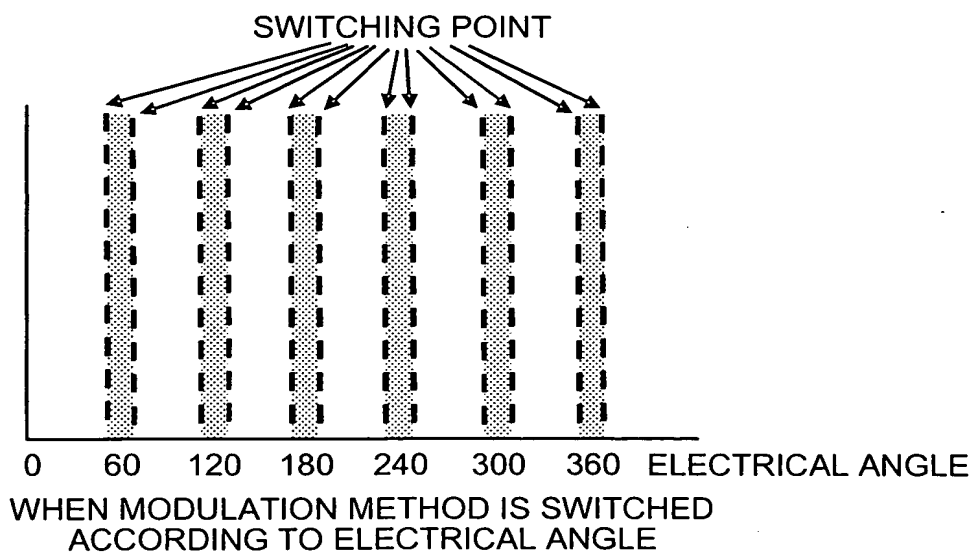 SWITCHING POINT
0 60 120 180 240 300 360 ELECTRICAL ANGLE
WHEN MODULATION METHOD IS SWITCHED
ACCORDING TO ELECTRICAL ANGLE